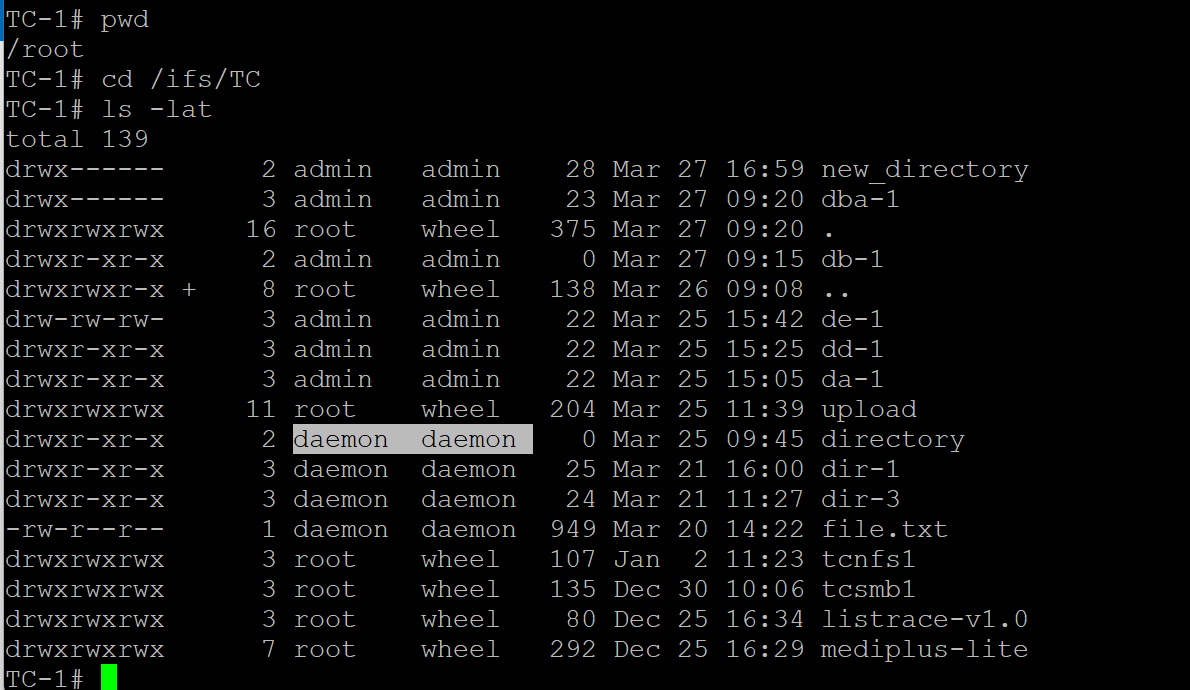 TC-1# pwd
/root
TC-1# cd /ifs/TC
TC-1# ls -lat
total 139
drwx------      2 admin   admin    28 Mar 27 16:59 new_directory
drwx------      3 admin   admin    23 Mar 27 09:20 dba-1
drwxrwxrwx     16 root    wheel   375 Mar 27 09:20 .
drwxr-xr-x      2 admin   admin     0 Mar 27 09:15 db-1
drwxrwxr-x +    8 root    wheel   138 Mar 26 09:08 ..
drw-rw-rw-      3 admin   admin    22 Mar 25 15:42 de-1
drwxr-xr-x      3 admin   admin    22 Mar 25 15:25 dd-1
drwxr-xr-x      3 admin   admin    22 Mar 25 15:05 da-1
drwxrwxrwx     11 root    wheel   204 Mar 25 11:39 upload
drwxr-xr-x      2 daemon  daemon    0 Mar 25 09:45 directory
drwxr-xr-x      3 daemon  daemon   25 Mar 21 16:00 dir-1
drwxr-xr-x      3 daemon  daemon   24 Mar 21 11:27 dir-3
-rw-r--r--      1 daemon  daemon  949 Mar 20 14:22 file.txt
drwxrwxrwx      3 root    wheel   107 Jan  2 11:23 tcnfs1
drwxrwxrwx      3 root    wheel   135 Dec 30 10:06 tcsmb1
drwxrwxrwx      3 root    wheel    80 Dec 25 16:34 listrace-v1.0
drwxrwxrwx      7 root    wheel   292 Dec 25 16:29 mediplus-lite
TC-1#